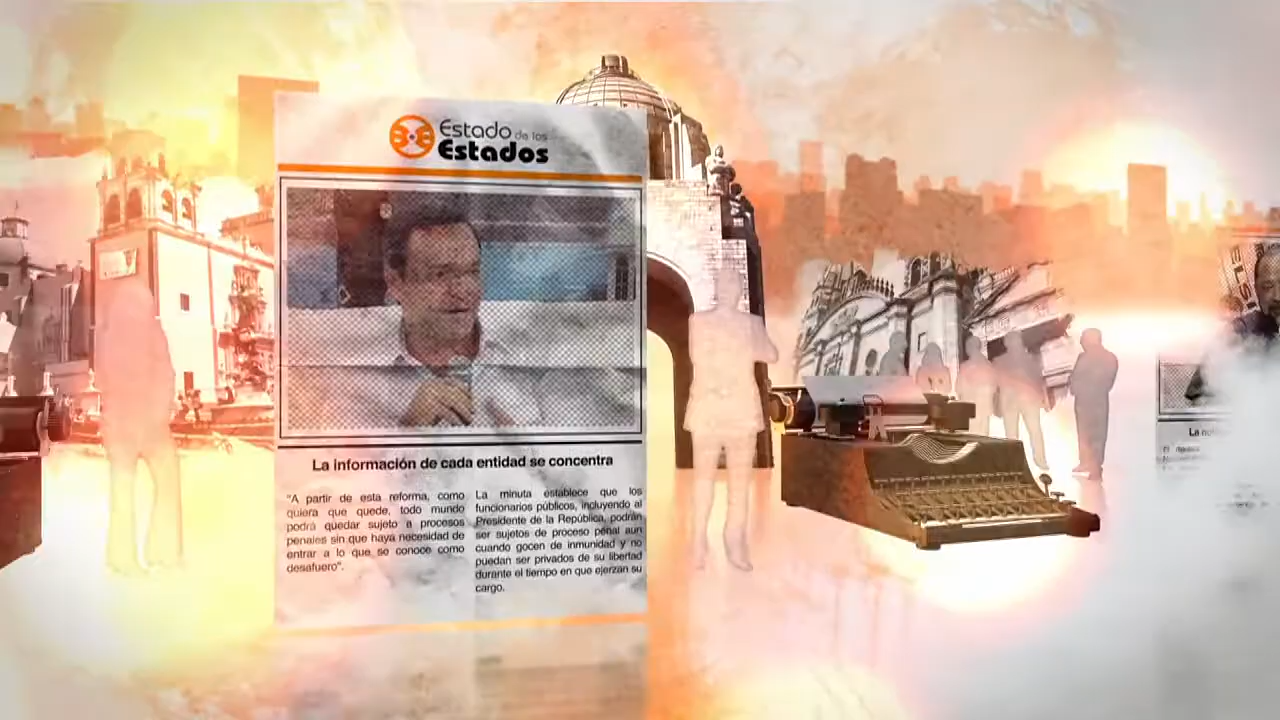 Estado de los
Estados
La información de cada entidad se concentra
"A partir de esta reforma, como
quiera que quede, todo mundo
podrá quedar sujeto a procesos
penales sin que haya necesidad de
entrar a lo que se conoce como
desafuero".
La minuta establece que los
funcionarios públicos, incluyendo al
Presidente de la República, podrán
ser sujetos de proceso penal aun
cuando gocen de inmunidad y no
puedan ser privados de su libertad
durante el tiempo en que ejerzan su
cargo.
La